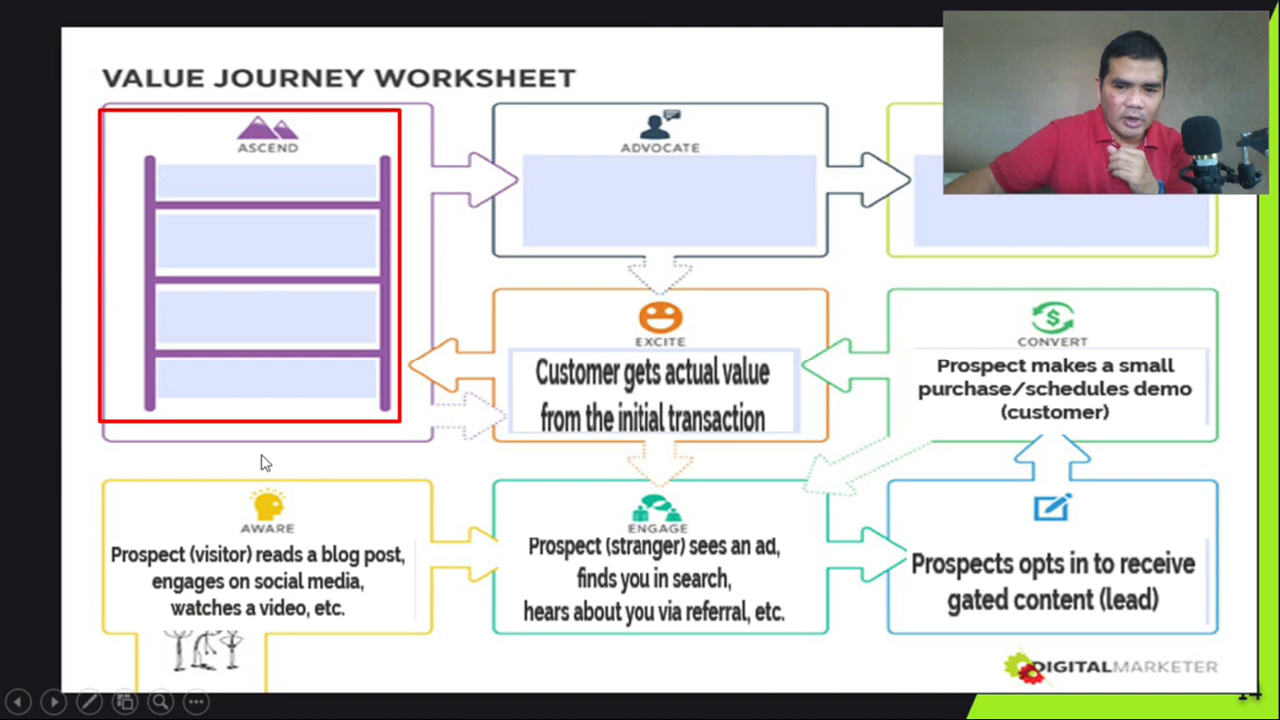 VALUE JOURNEY WORKSHEET
ASCEND
ADVOCATE
EXCITE
Customer gets actual value
from the initial transaction
CONVERT
Prospect makes a small
purchase/schedules demo
(customer)
AWARE
Prospect (visitor) reads a blog post,
engages on social media,
watches a video, etc.
ENGAGE
Prospect (stranger) sees an ad,
finds you in search,
hears about you via referral, etc.
Prospects opts in to receive
gated content (lead)
DIGITALMARKETER
14